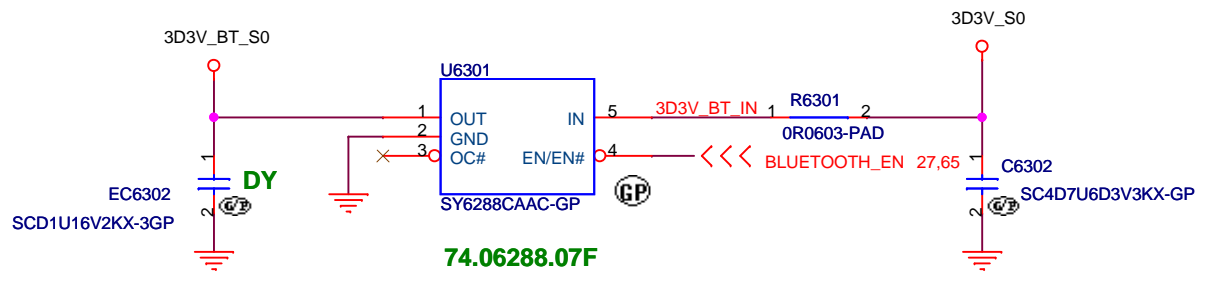 3D3V_BT_S0
3D3V_S0
U6301
1 OUT
2 GND
3 OC#
IN 5
EN/EN# 4
3D3V_BT_IN
1 R6301 2
0R0603-PAD
BLUETOOTH_EN 27,65
SY6288CAAC-GP
GP
74.06288.07F
1
EC6302
DY
2
G/P
SCD1U16V2KX-3GP
1
C6302
SC4D7U6D3V3KX-GP
2
G/P